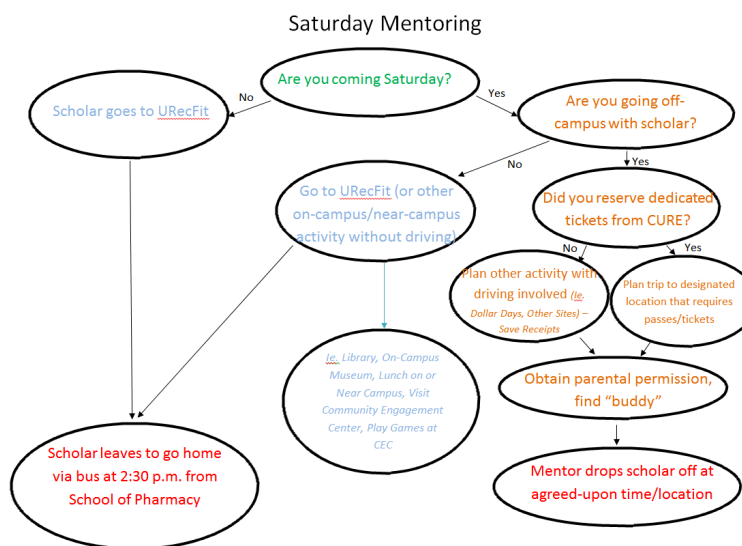 Saturday Mentoring
Are you coming Saturday?
No
Yes
Scholar goes to URecFit
Are you going off-
campus with scholar?
No
Yes
Go to URecFit (or other
on-campus/near-campus
activity without driving)
Did you reserve dedicated
tickets from CURE?
No
Yes
Plan other activity with
driving involved (Ie.
Dollar Days, Other Sites) –
Save Receipts
Plan trip to designated
location that requires
passes/tickets
Ie. Library, On-Campus
Museum, Lunch on or
Near Campus, Visit
Community Engagement
Center, Play Games at
CEC
Obtain parental permission,
find “buddy”
Scholar leaves to go home
via bus at 2:30 p.m. from
School of Pharmacy
Mentor drops scholar off at
agreed-upon time/location